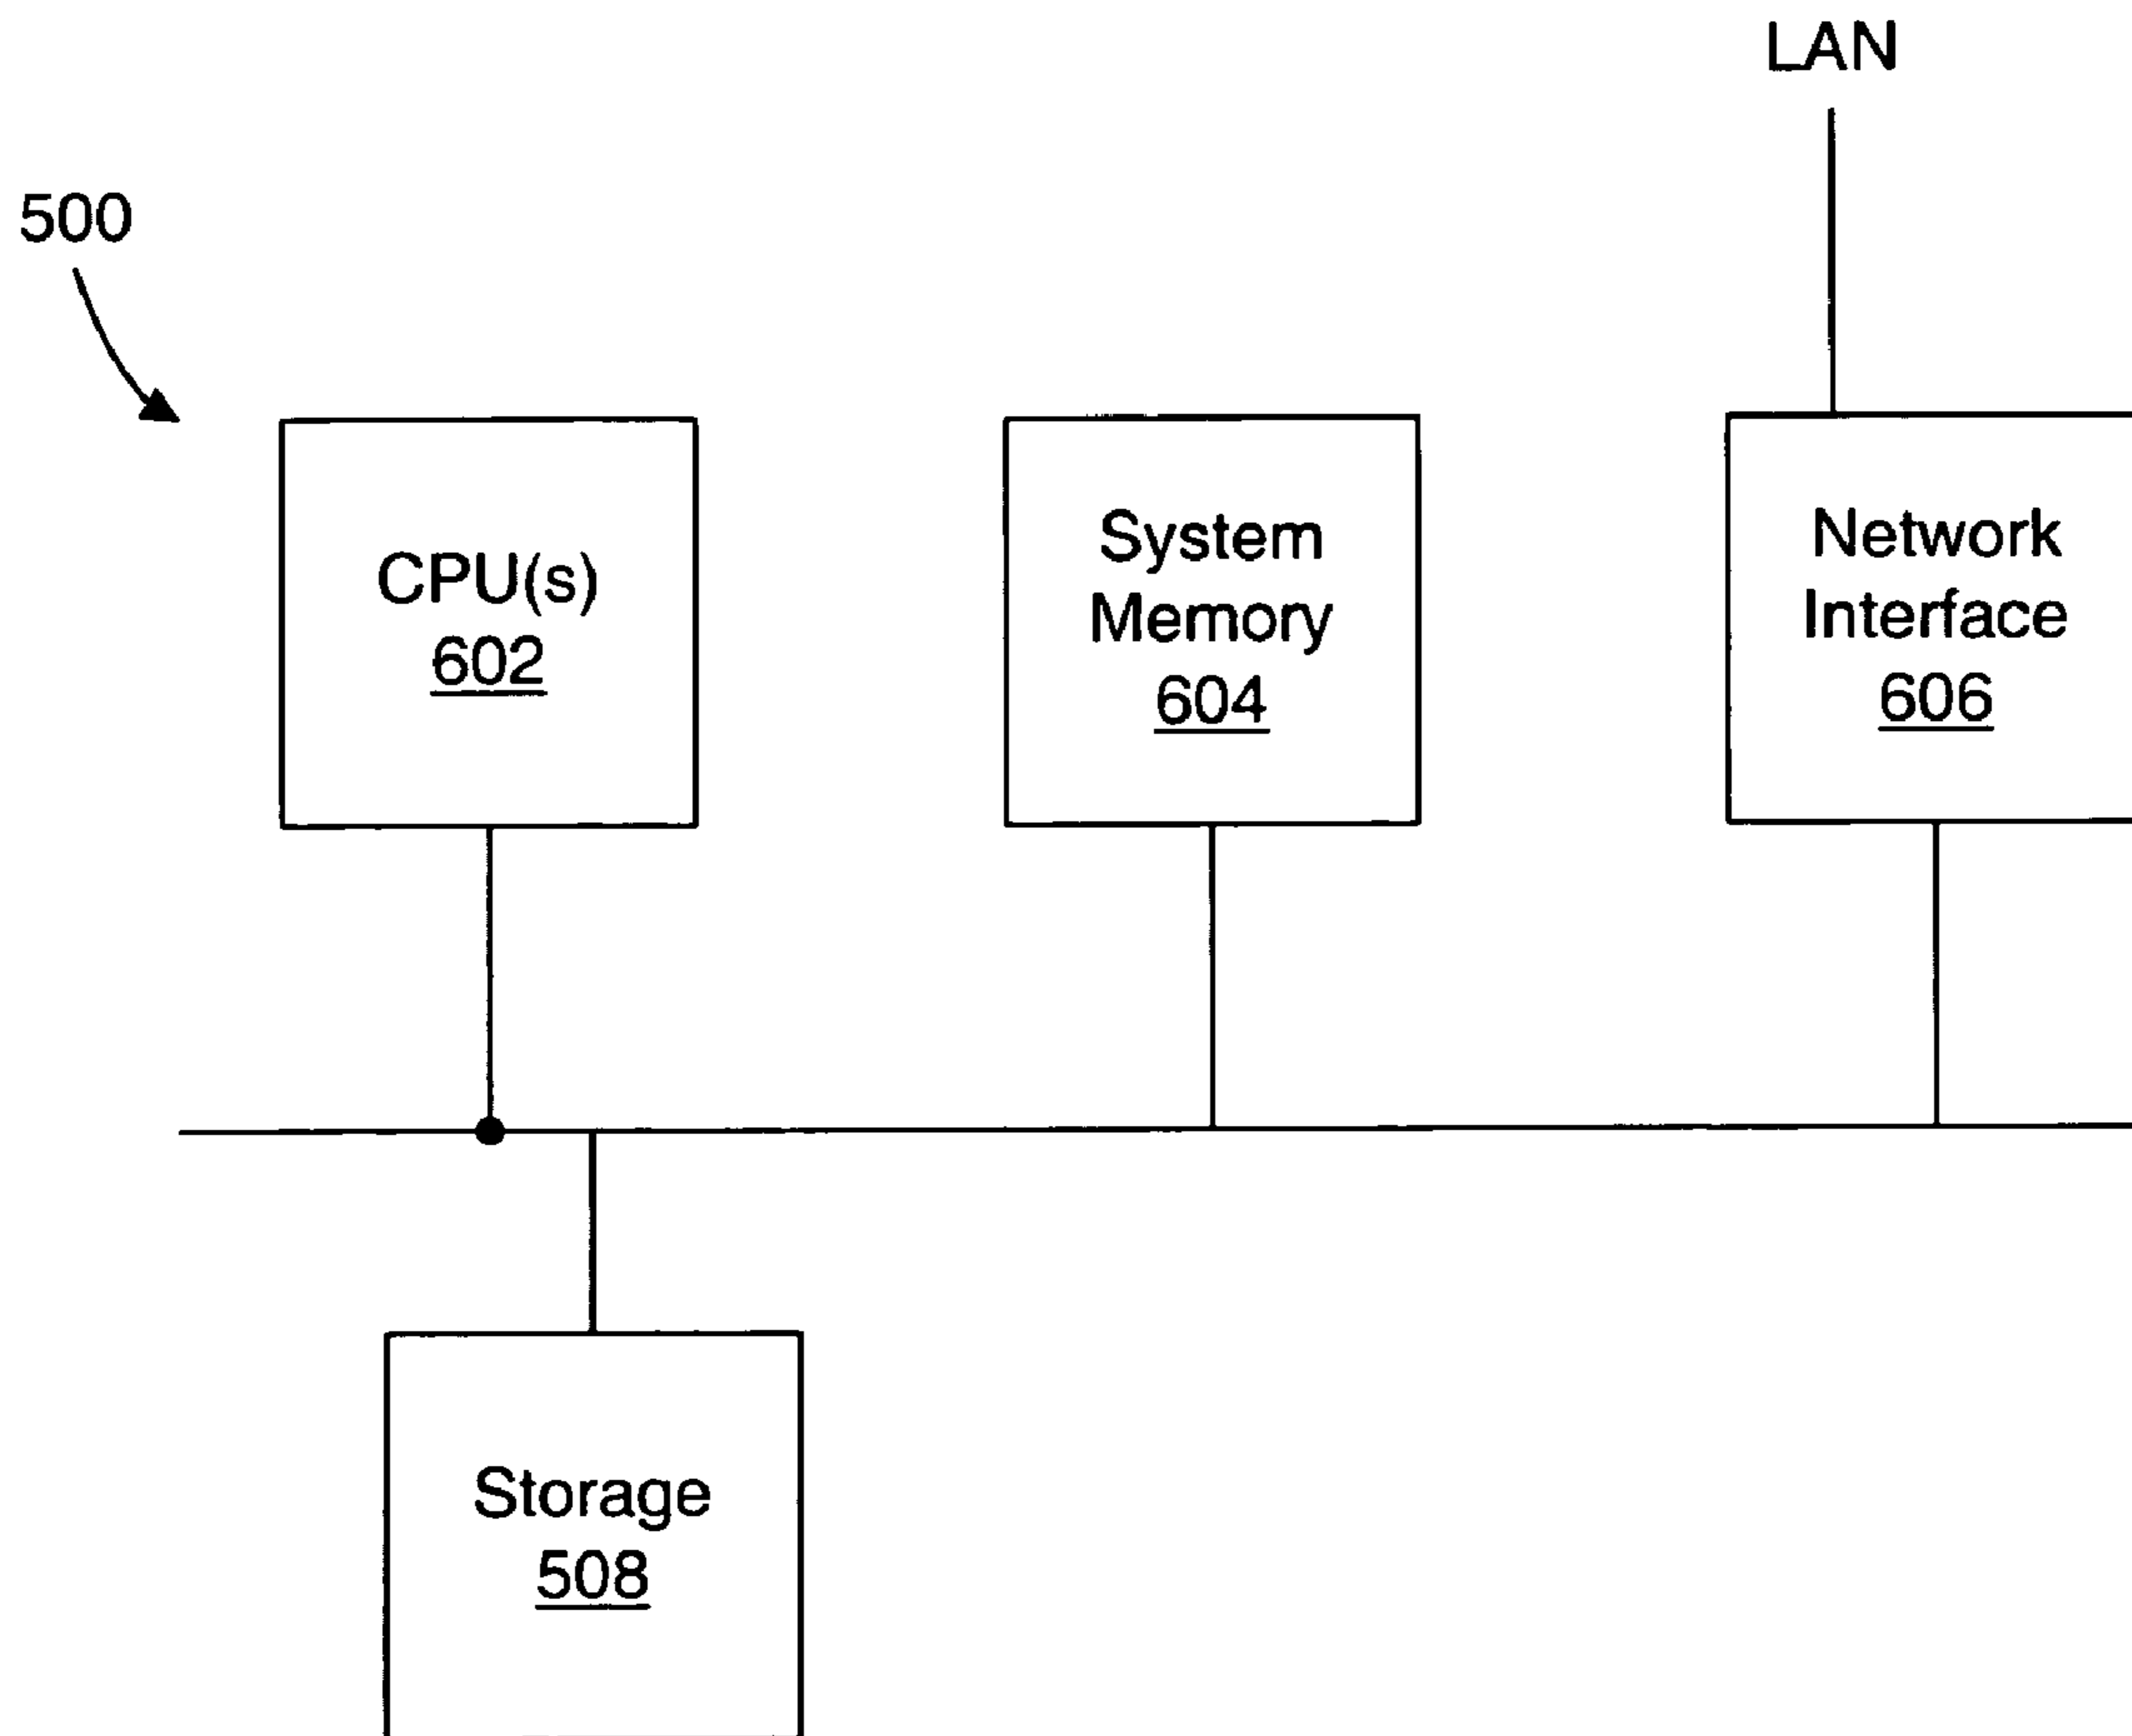 LAN
500
CPU(s)
602
System
Memory
604
Network
Interface
606
Storage
508